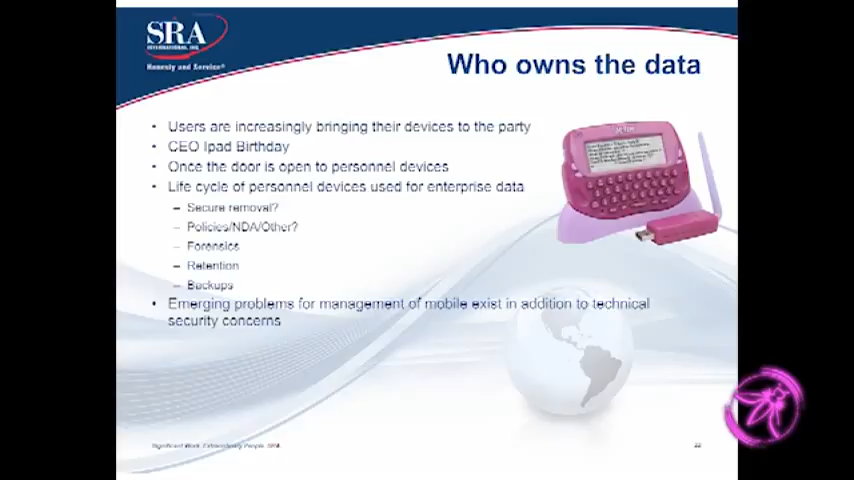 SRA
INTERNATIONAL, INC.
Honesty and Service®
Who owns the data
• Users are increasingly bringing their devices to the party
• CEO Ipad Birthday
• Once the door is open to personnel devices
• Life cycle of personnel devices used for enterprise data
– Secure removal?
– Policies/NDA/Other?
– Forensics
– Retention
– Backups
• Emerging problems for management of mobile exist in addition to technical
security concerns
Significant Work. Extraordinary People. SRA.